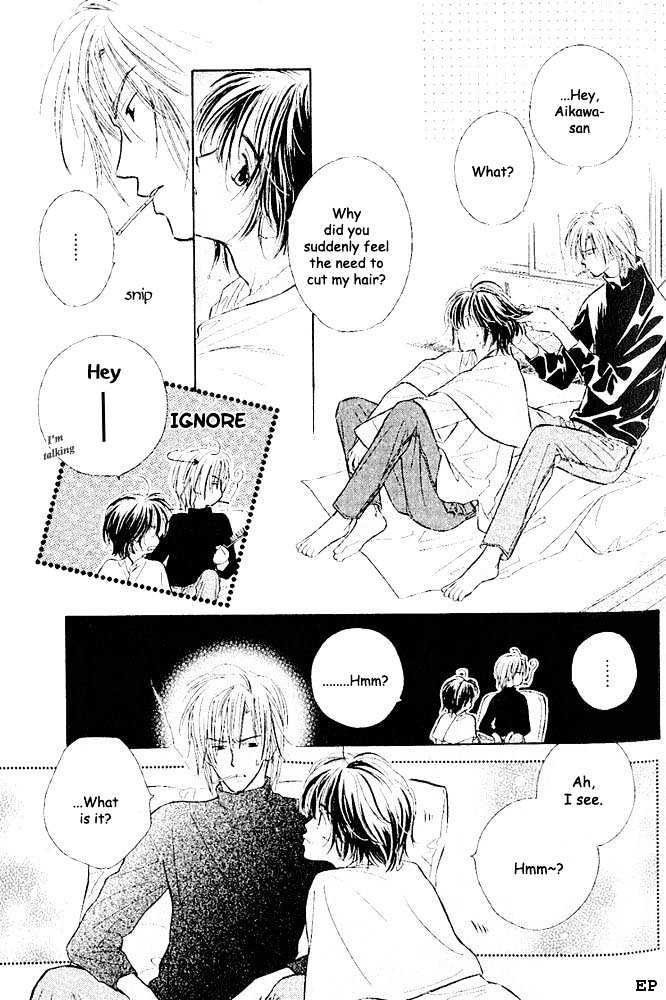 ...Hey,
Aikawa-
san
What?
Why
did you
suddenly feel
the need to
cut my hair?
......
snip
Hey
I'm
talking
IGNORE
......
........Hmm?
Ah,
I see.
Hmm~?
...What
is it?
EP